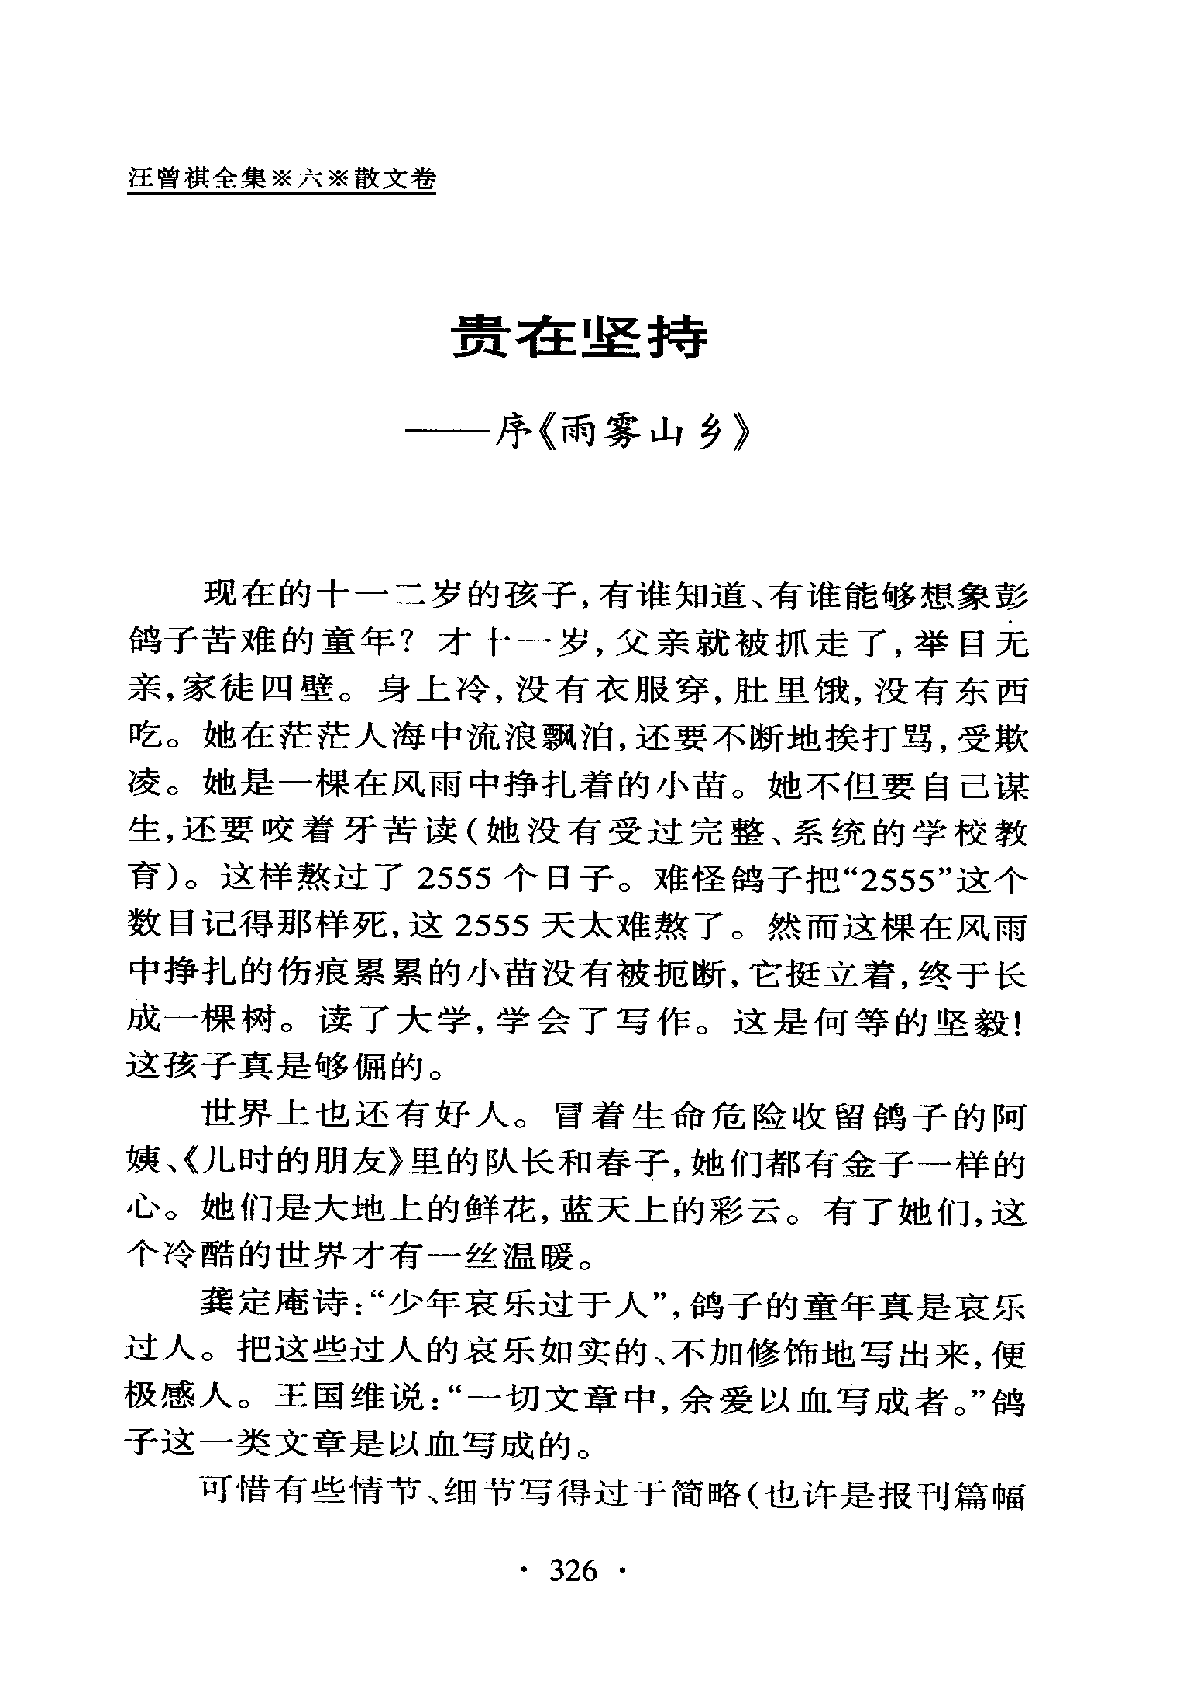 汪曾祺全集※六※散文卷
贵在坚持
——序《雨雾山乡》
现在的十一二岁的孩子,有谁知道、有谁能够想象彭
鸽子苦难的童年? 才十一岁,父亲就被抓走了,举目无
亲,家徒四壁。身上冷,没有衣服穿,肚里饿,没有东西
吃。她在茫茫人海中流浪飘泊,还要不断地挨打骂,受欺
凌。她是一棵在风雨中挣扎着的小苗。她不但要自己谋
生,还要咬着牙苦读(她没有受过完整、系统的学校教
育)。这样熬过了 2555 个日子。难怪鸽子把“2555”这个
数目记得那样死,这 2555 天太难熬了。然而这棵在风雨
中挣扎的伤痕累累的小苗没有被扼断,它挺立着,终于长
成一棵树。读了大学,学会了写作。这是何等的坚毅!
这孩子真是够倔的。
世界上也还有好人。冒着生命危险收留鸽子的阿
姨、《儿时的朋友》里的队长和春子,她们都有金子一样的
心。她们是大地上的鲜花,蓝天上的彩云。有了她们,这
个冷酷的世界才有一丝温暖。
龚定庵诗:“少年哀乐过于人”,鸽子的童年真是哀乐
过人。把这些过人的哀乐如实的、不加修饰地写出来,便
极感人。王国维说:“一切文章中,余爱以血写成者。”鸽
子这一类文章是以血写成的。
可惜有些情节、细节写得过于简略(也许是报刊篇幅
· 326 ·